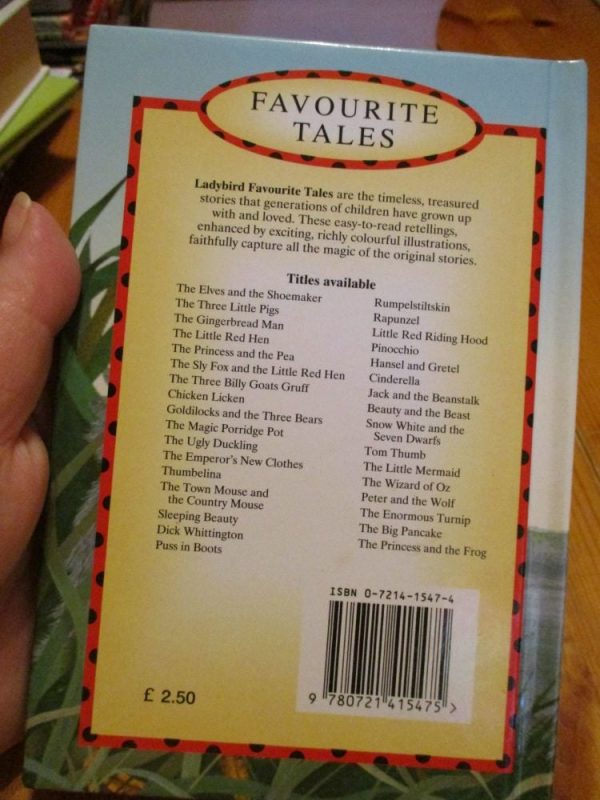 FAVOURITE
TALES
Ladybird Favourite Tales are the timeless, treasured
stories that generations of children have grown up
with and loved. These easy-to-read retellings,
enhanced by exciting, richly colourful illustrations,
faithfully capture all the magic of the original stories.
Titles available
The Elves and the Shoemaker
The Three Little Pigs
The Gingerbread Man
The Little Red Hen
The Princess and the Pea
The Sly Fox and the Little Red Hen
The Three Billy Goats Gruff
Chicken Licken
Goldilocks and the Three Bears
The Magic Porridge Pot
The Ugly Duckling
The Emperor's New Clothes
Thumbelina
The Town Mouse and
the Country Mouse
Sleeping Beauty
Dick Whittington
Puss in Boots
Rumpelstiltskin
Rapunzel
Little Red Riding Hood
Pinocchio
Hansel and Gretel
Cinderella
Jack and the Beanstalk
Beauty and the Beast
Snow White and the
Seven Dwarfs
Tom Thumb
The Little Mermaid
The Wizard of Oz
Peter and the Wolf
The Enormous Turnip
The Big Pancake
The Princess and the Frog
ISBN 0-7214-1547-4
9 780721 415475 >
£ 2.50